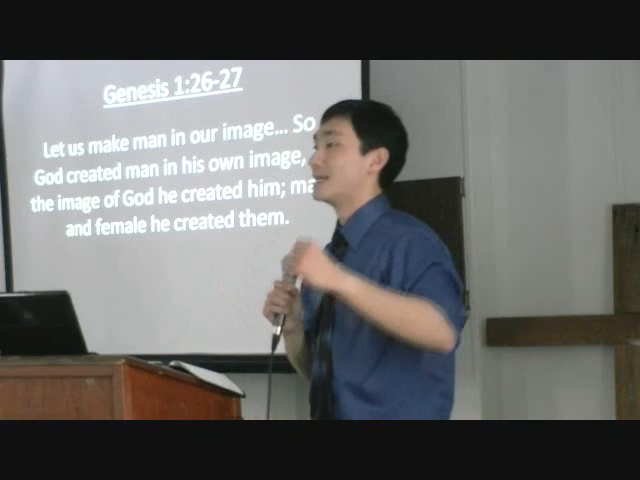 Genesis 1:26-27
Let us make man in our image... So
God created man in his own image,
the image of God he created him;
and female he created them.